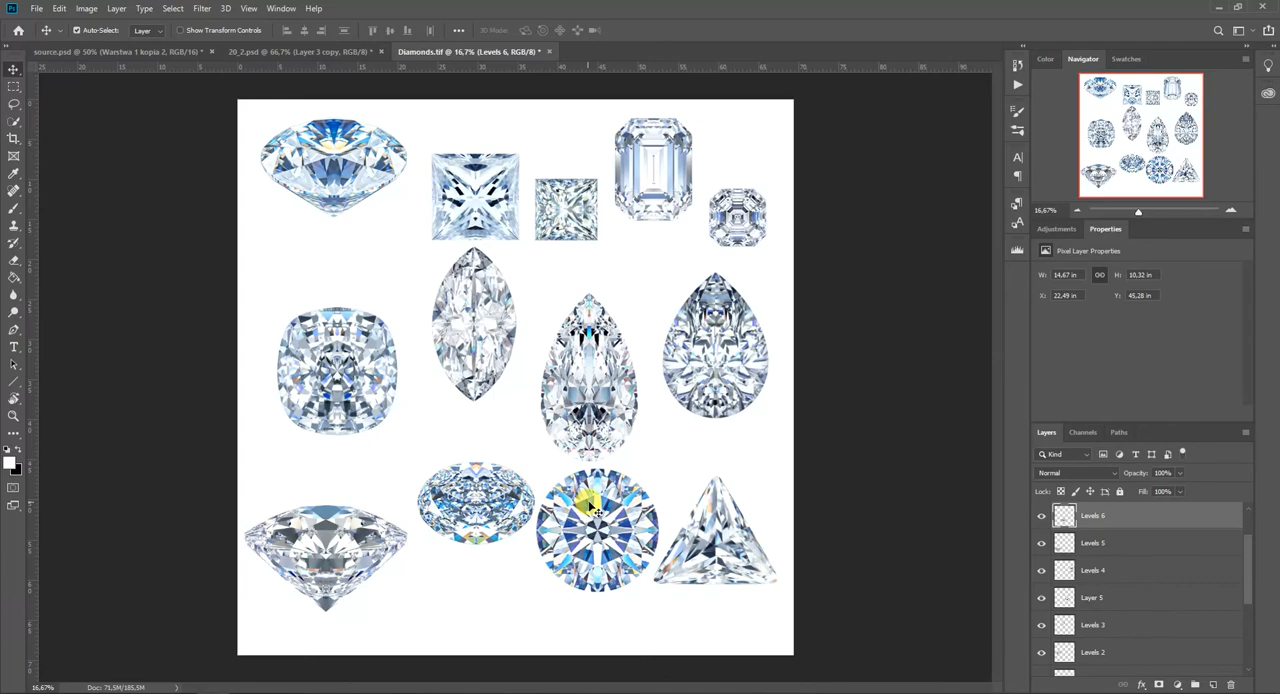 Ps File Edit Image Layer Type Select Filter 3D View Window Help
Auto-Select: Layer Show Transform Controls 3D Mode:
source.psd @ 50% (Warstwa 1 kopia 2, RGB/16) * × 20_2.psd @ 66,7% (Layer 3 copy, RGB/8) * × Diamonds.tif @ 16,7% (Levels 6, RGB/8) * ×
Color Navigator Swatches
16,67%
Adjustments Properties
Pixel Layer Properties
W: 14,67 in H: 10,32 in
X: 22,49 in Y: 45,28 in
Layers Channels Paths
Kind
Normal Opacity: 100%
Lock: Fill: 100%
Levels 6
Levels 5
Levels 4
Layer 5
Levels 3
Levels 2
16,67% Doc: 71,5M/185,5M